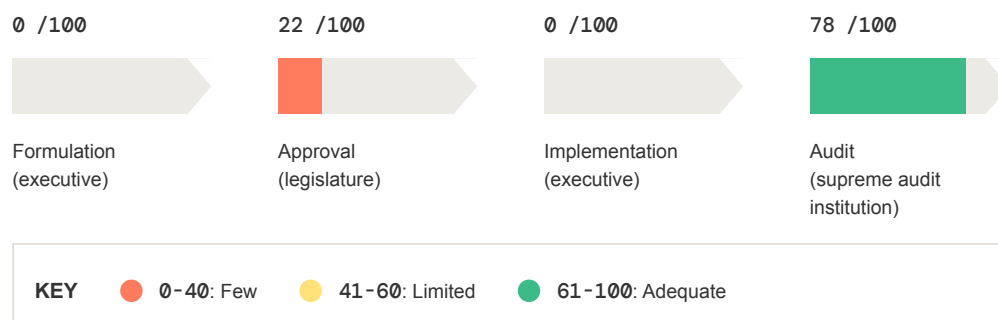 0 /100
22 /100
0 /100
78 /100
Formulation
(executive)
Approval
(legislature)
Implementation
(executive)
Audit
(supreme audit
institution)
KEY
0-40: Few
41-60: Limited
61-100: Adequate